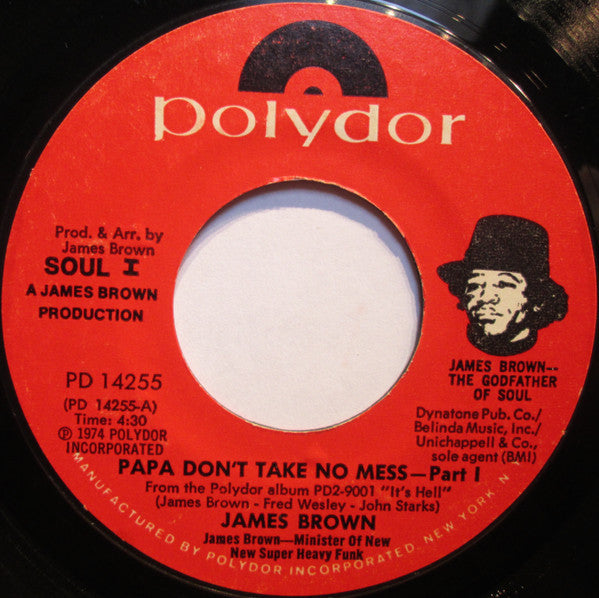 polydor
Prod. & Arr. by
James Brown
SOUL I
A JAMES BROWN
PRODUCTION
PD 14255
(PD 14255-A)
Time: 4:30
℗ 1974 POLYDOR
INCORPORATED
JAMES BROWN--
THE GODFATHER
OF SOUL
Dynatone Pub. Co./
Belinda Music, Inc./
Unichappell & Co.,
sole agent (BMI)
PAPA DON'T TAKE NO MESS—Part I
From the Polydor album PD2-9001 "It's Hell"
(James Brown - Fred Wesley - John Starks)
JAMES BROWN
James Brown—Minister Of New
New Super Heavy Funk
MANUFACTURED BY POLYDOR INCORPORATED, NEW YORK, N.Y.